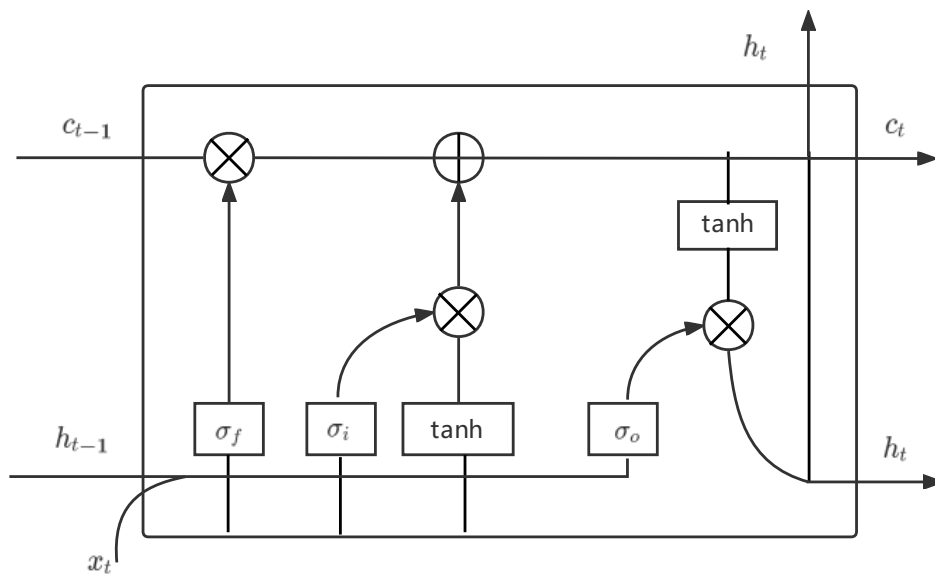 h_t
c_{t-1}
c_t
tanh
h_{t-1}
σ_f
σ_i
tanh
σ_o
h_t
x_t